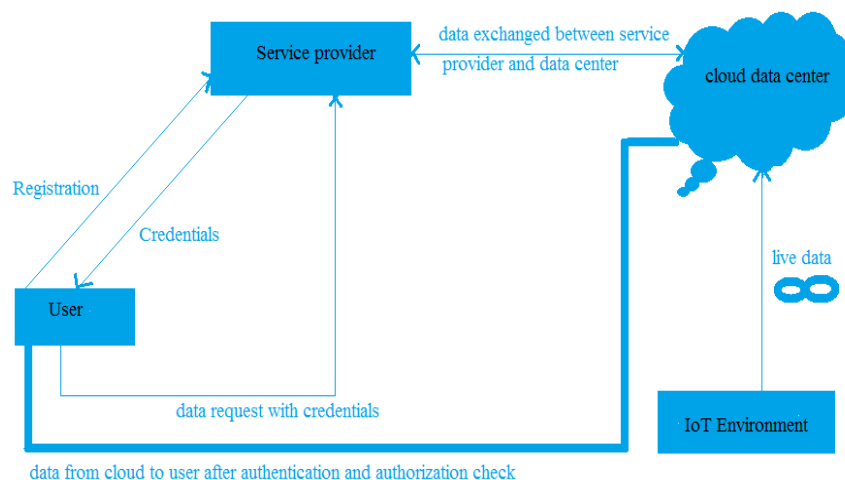 data exchanged between service
Service provider
provider and data center
cloud data center
Registration
Credentials
live data
User
data request with credentials
IoT Environment
data from cloud to user after authentication and authorization check